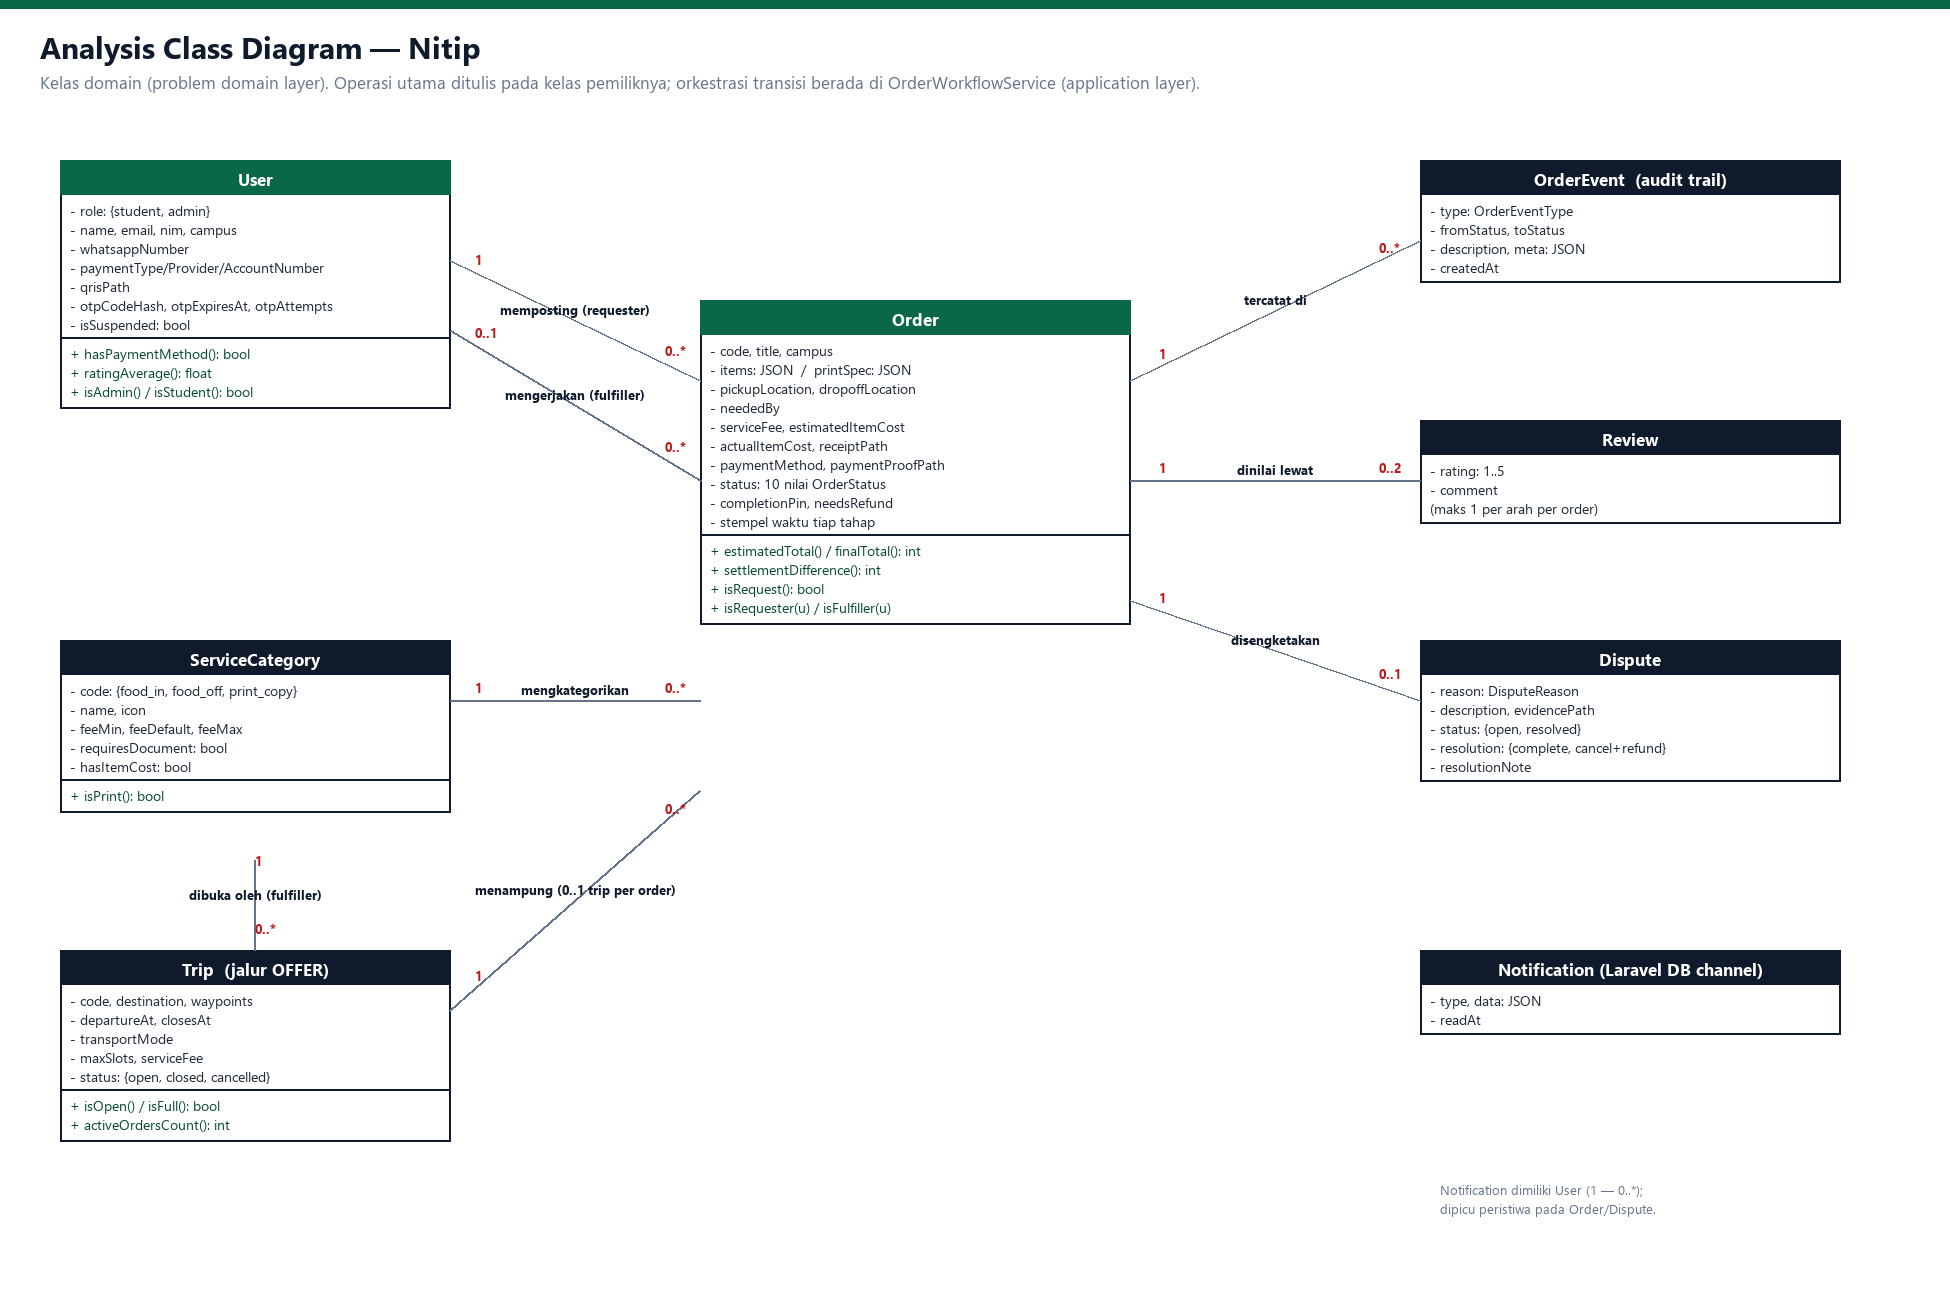 Analysis Class Diagram — Nitip
Kelas domain (problem domain layer). Operasi utama ditulis pada kelas pemiliknya; orkestrasi transisi berada di OrderWorkflowService (application layer).
User
- role: {student, admin}
- name, email, nim, campus
- whatsappNumber
- paymentType/Provider/AccountNumber
- qrisPath
- otpCodeHash, otpExpiresAt, otpAttempts
- isSuspended: bool
+ hasPaymentMethod(): bool
+ ratingAverage(): float
+ isAdmin() / isStudent(): bool
1
memposting (requester)
0..*
0..1
mengerjakan (fulfiller)
0..*
Order
- code, title, campus
- items: JSON / printSpec: JSON
- pickupLocation, dropoffLocation
- neededBy
- serviceFee, estimatedItemCost
- actualItemCost, receiptPath
- paymentMethod, paymentProofPath
- status: 10 nilai OrderStatus
- completionPin, needsRefund
- stempel waktu tiap tahap
+ estimatedTotal() / finalTotal(): int
+ settlementDifference(): int
+ isRequest(): bool
+ isRequester(u) / isFulfiller(u)
1
tercatat di
0..*
OrderEvent (audit trail)
- type: OrderEventType
- fromStatus, toStatus
- description, meta: JSON
- createdAt
1
dinilai lewat
0..2
Review
- rating: 1..5
- comment
(maks 1 per arah per order)
1
disengketakan
0..1
Dispute
- reason: DisputeReason
- description, evidencePath
- status: {open, resolved}
- resolution: {complete, cancel+refund}
- resolutionNote
ServiceCategory
- code: {food_in, food_off, print_copy}
- name, icon
- feeMin, feeDefault, feeMax
- requiresDocument: bool
- hasItemCost: bool
+ isPrint(): bool
1
mengkategorikan
0..*
1
dibuka oleh (fulfiller)
0..*
0..*
menampung (0..1 trip per order)
1
Trip (jalur OFFER)
- code, destination, waypoints
- departureAt, closesAt
- transportMode
- maxSlots, serviceFee
- status: {open, closed, cancelled}
+ isOpen() / isFull(): bool
+ activeOrdersCount(): int
Notification (Laravel DB channel)
- type, data: JSON
- readAt
Notification dimiliki User (1 — 0..*);
dipicu peristiwa pada Order/Dispute.